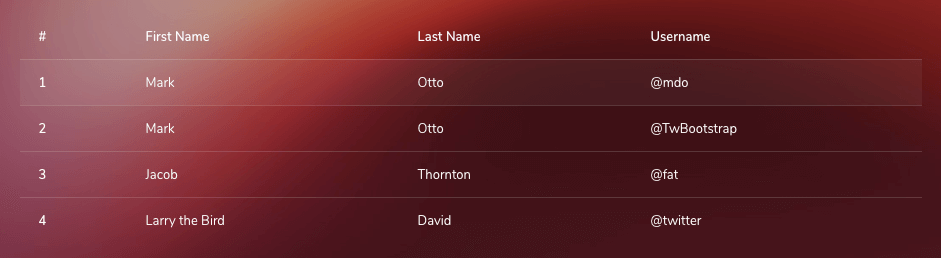 # First Name Last Name Username
1 Mark Otto @mdo
2 Mark Otto @TwBootstrap
3 Jacob Thornton @fat
4 Larry the Bird David @twitter